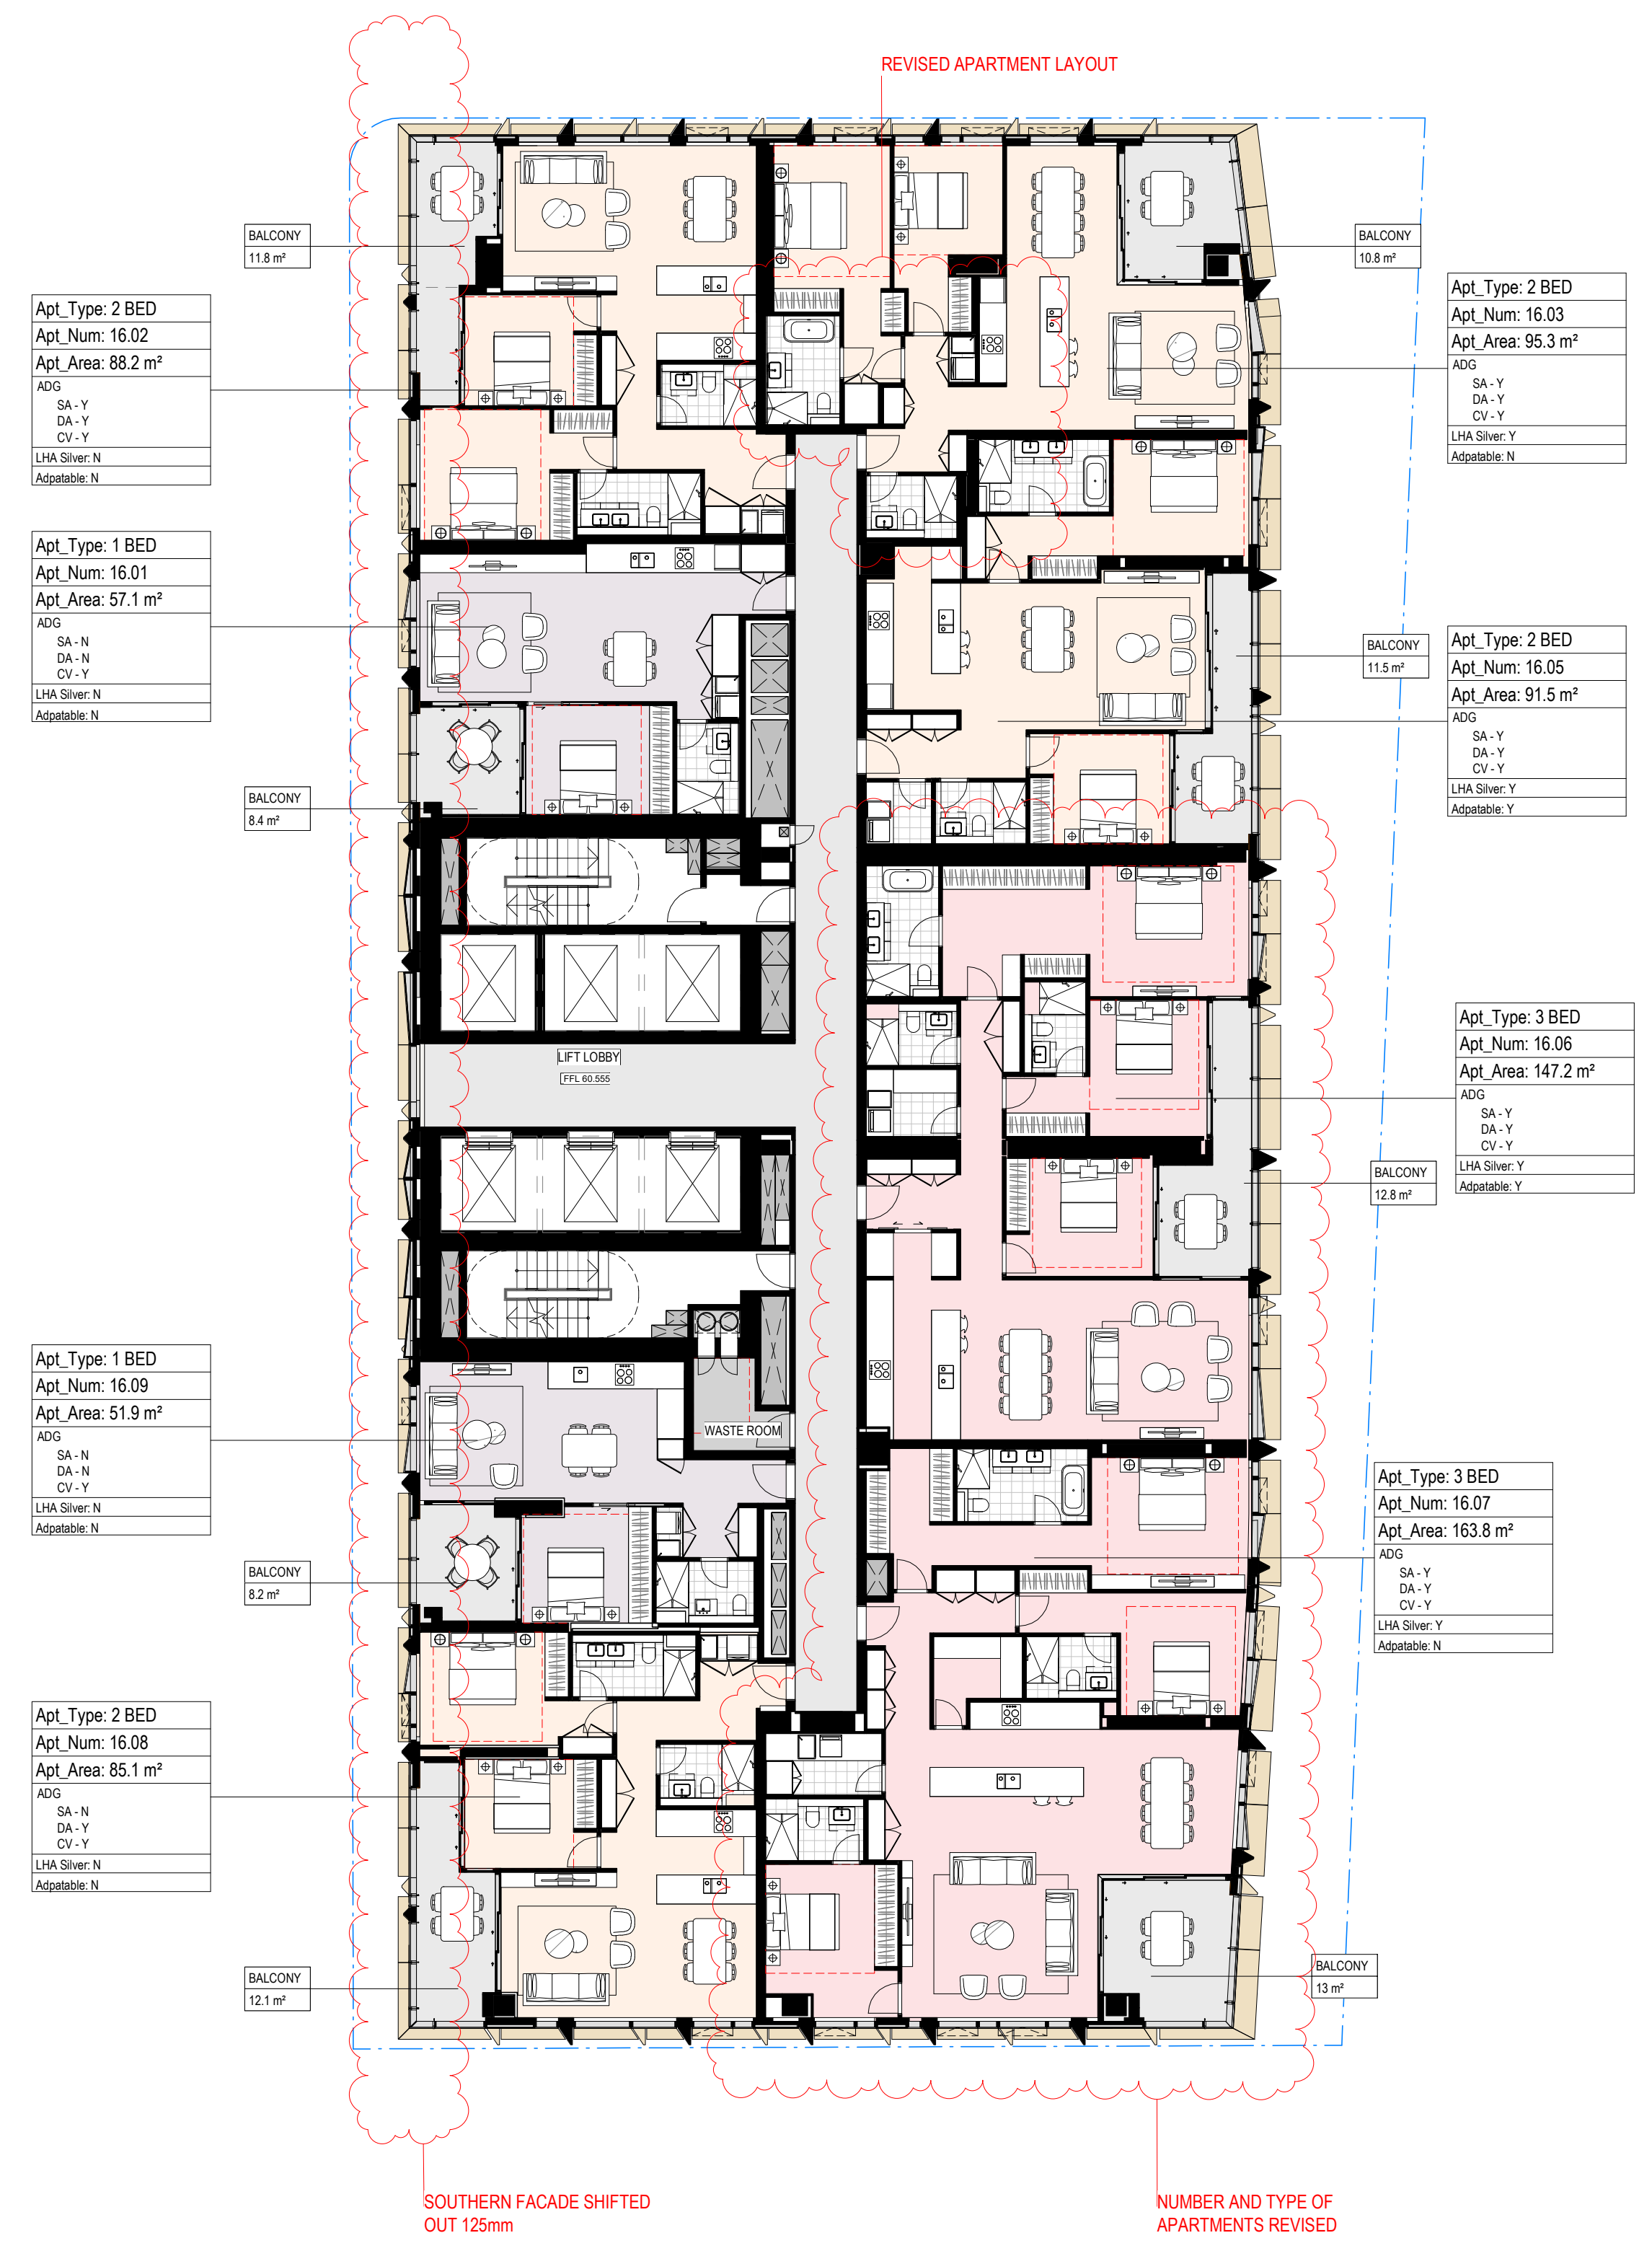 REVISED APARTMENT LAYOUT
BALCONY
11.8 m²
BALCONY
10.8 m²
Apt_Type: 2 BED
Apt_Num: 16.02
Apt_Area: 88.2 m²
ADG
SA - Y
DA - Y
CV - Y
LHA Silver: N
Adpatable: N
Apt_Type: 2 BED
Apt_Num: 16.03
Apt_Area: 95.3 m²
ADG
SA - Y
DA - Y
CV - Y
LHA Silver: Y
Adpatable: N
Apt_Type: 1 BED
Apt_Num: 16.01
Apt_Area: 57.1 m²
ADG
SA - N
DA - N
CV - Y
LHA Silver: N
Adpatable: N
BALCONY
11.5 m²
Apt_Type: 2 BED
Apt_Num: 16.05
Apt_Area: 91.5 m²
ADG
SA - Y
DA - Y
CV - Y
LHA Silver: Y
Adpatable: Y
BALCONY
8.4 m²
LIFT LOBBY
FFL 60.555
Apt_Type: 3 BED
Apt_Num: 16.06
Apt_Area: 147.2 m²
ADG
SA - Y
DA - Y
CV - Y
LHA Silver: Y
Adpatable: Y
BALCONY
12.8 m²
Apt_Type: 1 BED
Apt_Num: 16.09
Apt_Area: 51.9 m²
ADG
SA - N
DA - N
CV - Y
LHA Silver: N
Adpatable: N
WASTE ROOM
Apt_Type: 3 BED
Apt_Num: 16.07
Apt_Area: 163.8 m²
ADG
SA - Y
DA - Y
CV - Y
LHA Silver: Y
Adpatable: N
BALCONY
8.2 m²
Apt_Type: 2 BED
Apt_Num: 16.08
Apt_Area: 85.1 m²
ADG
SA - N
DA - Y
CV - Y
LHA Silver: N
Adpatable: N
BALCONY
12.1 m²
BALCONY
13 m²
SOUTHERN FACADE SHIFTED
OUT 125mm
NUMBER AND TYPE OF
APARTMENTS REVISED